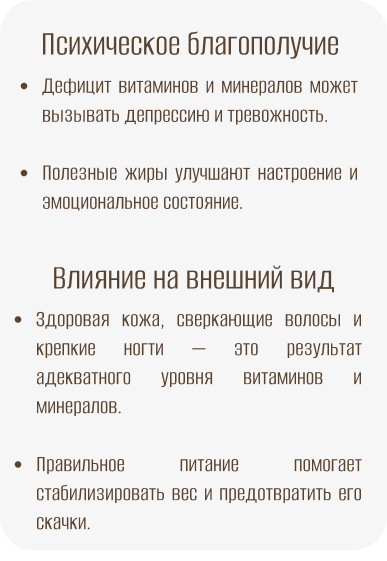 Психическое благополучие
• Дефицит витаминов и минералов может
вызывать депрессию и тревожность.
• Полезные жиры улучшают настроение и
эмоциональное состояние.
Влияние на внешний вид
• Здоровая кожа, сверкающие волосы и
крепкие ногти — это результат
адекватного уровня витаминов и
минералов.
• Правильное питание помогает
стабилизировать вес и предотвратить его
скачки.